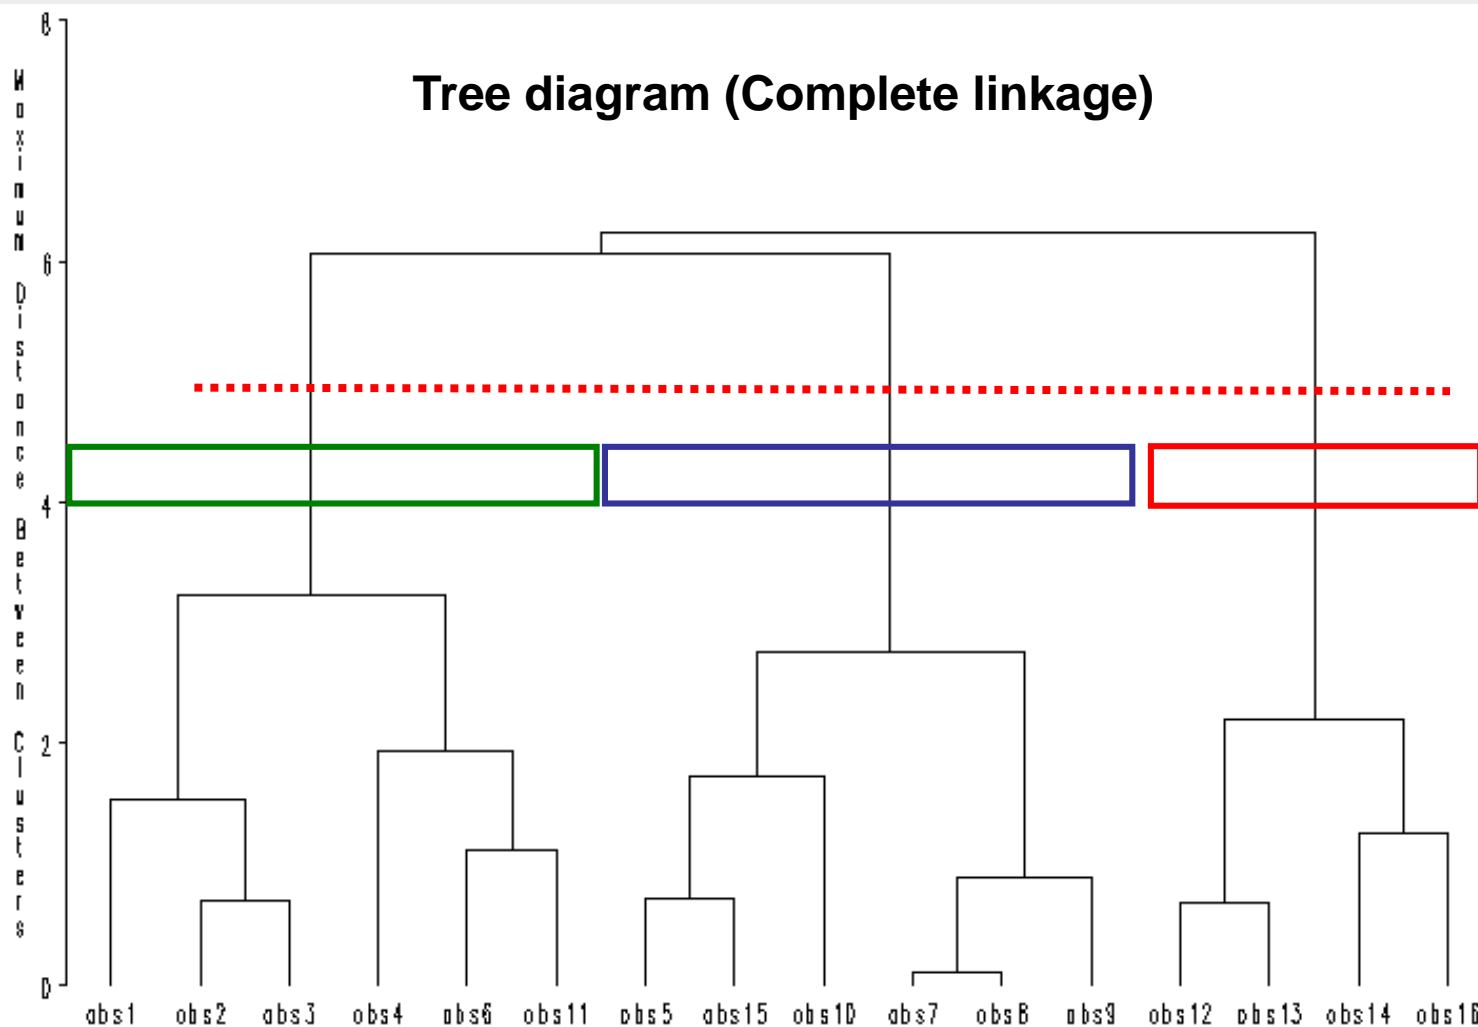 Tree diagram (Complete linkage)
Maximum Distance Between Clusters
8
6
4
2
0
obs1 obs2 obs3 obs4 obs6 obs11 obs5 obs15 obs10 obs7 obs8 obs9 obs12 obs13 obs14